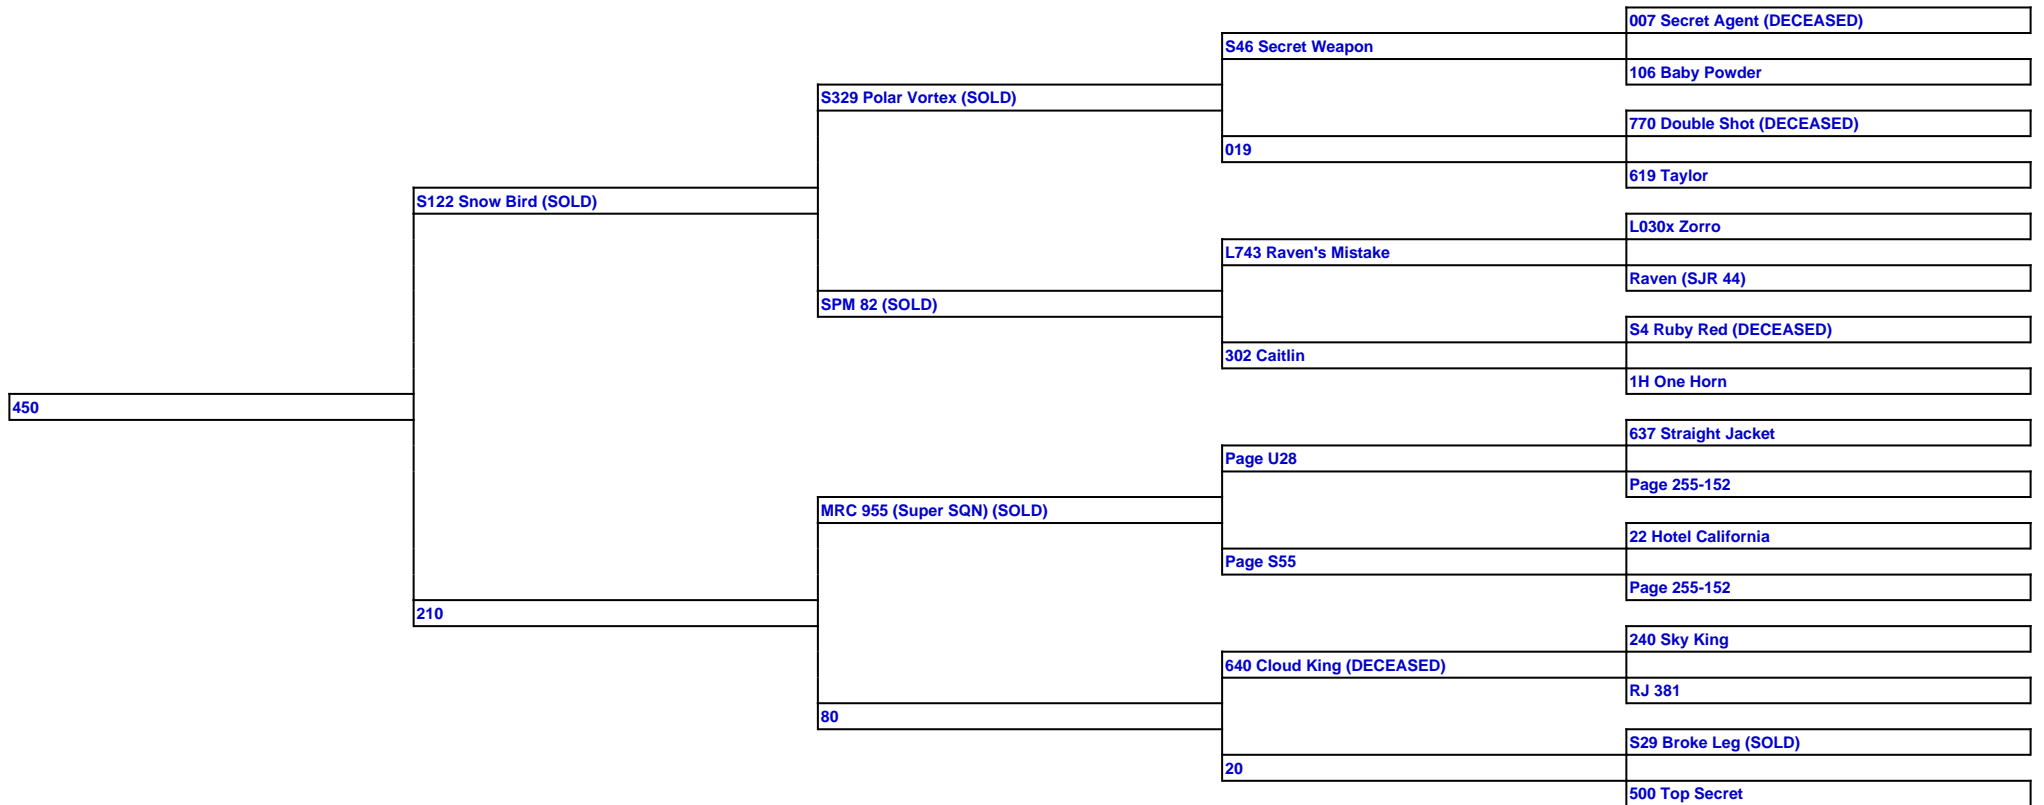 007 Secret Agent (DECEASED)
S46 Secret Weapon
106 Baby Powder
S329 Polar Vortex (SOLD)
770 Double Shot (DECEASED)
019
619 Taylor
S122 Snow Bird (SOLD)
L030x Zorro
L743 Raven's Mistake
Raven (SJR 44)
SPM 82 (SOLD)
S4 Ruby Red (DECEASED)
302 Caitlin
1H One Horn
450
637 Straight Jacket
Page U28
Page 255-152
MRC 955 (Super SQN) (SOLD)
22 Hotel California
Page S55
Page 255-152
210
240 Sky King
640 Cloud King (DECEASED)
RJ 381
80
S29 Broke Leg (SOLD)
20
500 Top Secret